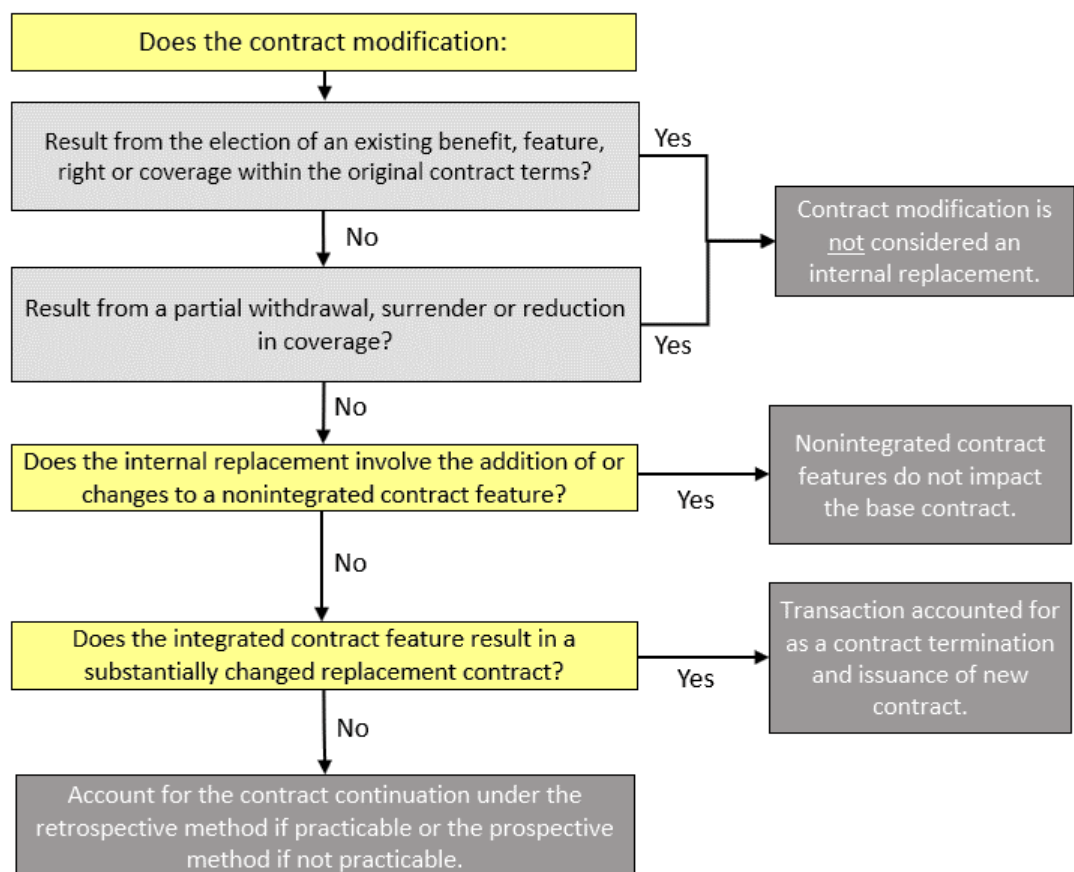 Does the contract modification:
Result from the election of an existing benefit, feature,
right or coverage within the original contract terms?
Yes
Contract modification is
not considered an
internal replacement.
No
Result from a partial withdrawal, surrender or reduction
in coverage?
Yes
No
Does the internal replacement involve the addition of or
changes to a nonintegrated contract feature?
Yes
Nonintegrated contract
features do not impact
the base contract.
No
Does the integrated contract feature result in a
substantially changed replacement contract?
Yes
Transaction accounted for
as a contract termination
and issuance of new
contract.
No
Account for the contract continuation under the
retrospective method if practicable or the prospective
method if not practicable.